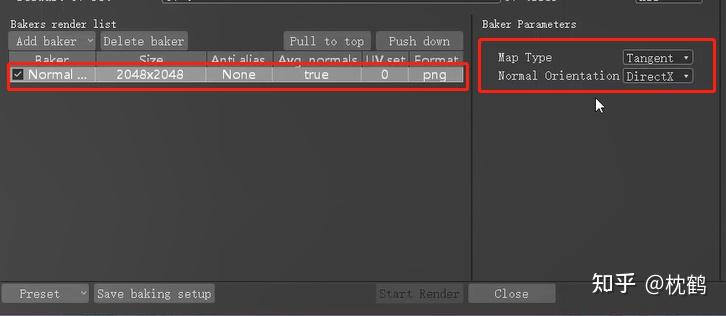 Bakers render list
Baker Parameters
Add baker
Delete baker
Pull to top
Push down
Baker Size Anti alias Avg. normals UV set Format
Normal ... 2048x2048 None true 0 png
Map Type Tangent
Normal Orientation DirectX
Preset
Save baking setup
Start Render
Close
知乎 @枕鹤